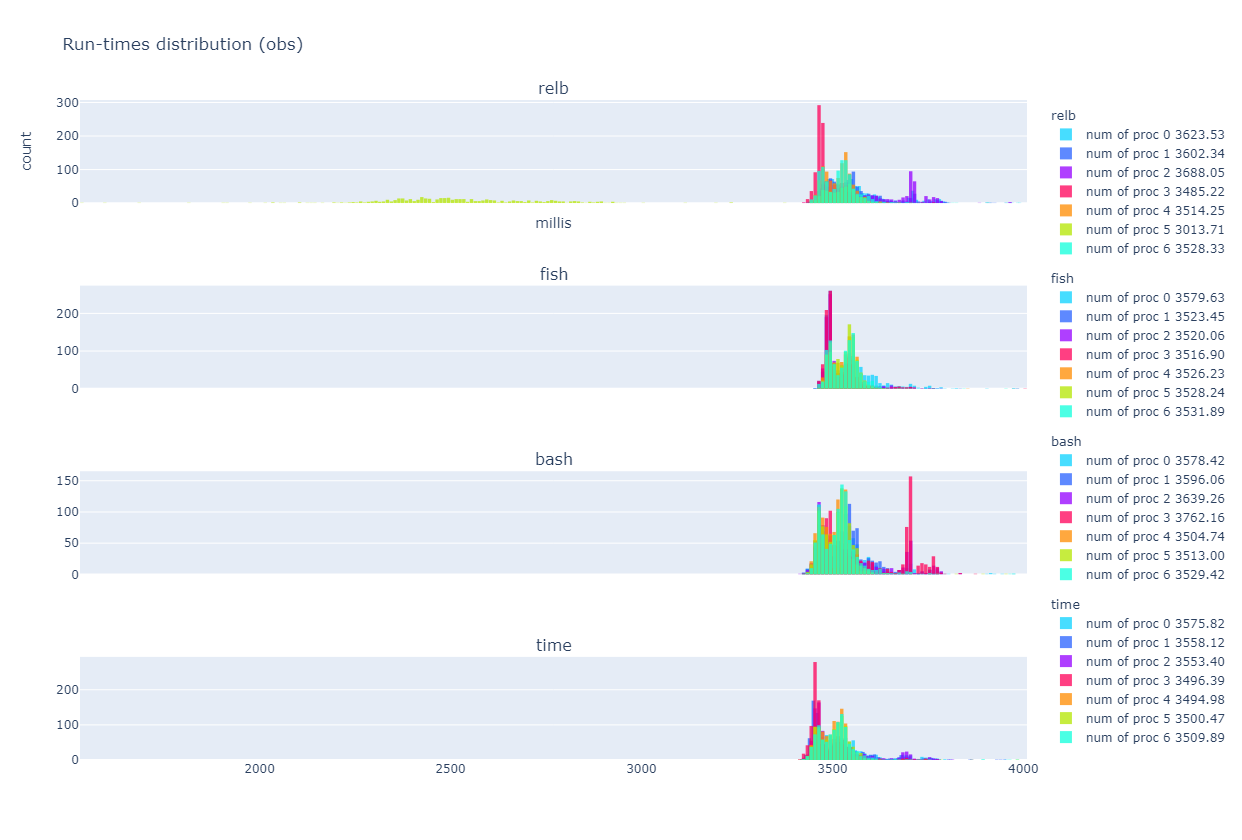 Run-times distribution (obs)
relb
300
200
100
0
count
millis
fish
200
100
0
bash
150
100
50
0
time
200
100
0
2000
2500
3000
3500
4000
relb
num of proc 0 3623.53
num of proc 1 3602.34
num of proc 2 3688.05
num of proc 3 3485.22
num of proc 4 3514.25
num of proc 5 3013.71
num of proc 6 3528.33
fish
num of proc 0 3579.63
num of proc 1 3523.45
num of proc 2 3520.06
num of proc 3 3516.90
num of proc 4 3526.23
num of proc 5 3528.24
num of proc 6 3531.89
bash
num of proc 0 3578.42
num of proc 1 3596.06
num of proc 2 3639.26
num of proc 3 3762.16
num of proc 4 3504.74
num of proc 5 3513.00
num of proc 6 3529.42
time
num of proc 0 3575.82
num of proc 1 3558.12
num of proc 2 3553.40
num of proc 3 3496.39
num of proc 4 3494.98
num of proc 5 3500.47
num of proc 6 3509.89